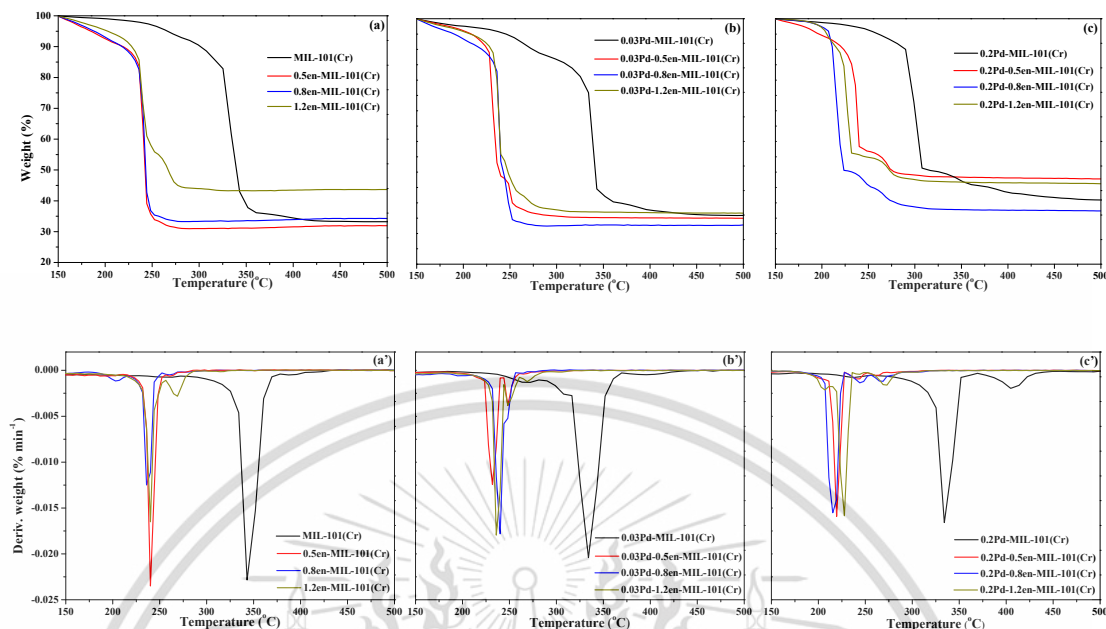 (a)
MIL-101(Cr)
0.5en-MIL-101(Cr)
0.8en-MIL-101(Cr)
1.2en-MIL-101(Cr)
Weight (%)
100
90
80
70
60
50
40
30
20
150 200 250 300 350 400 450 500
Temperature (°C)
(b)
0.03Pd-MIL-101(Cr)
0.03Pd-0.5en-MIL-101(Cr)
0.03Pd-0.8en-MIL-101(Cr)
0.03Pd-1.2en-MIL-101(Cr)
150 200 250 300 350 400 450 500
Temperature (°C)
(c)
0.2Pd-MIL-101(Cr)
0.2Pd-0.5en-MIL-101(Cr)
0.2Pd-0.8en-MIL-101(Cr)
0.2Pd-1.2en-MIL-101(Cr)
150 200 250 300 350 400 450 500
Temperature (°C)
(a')
Deriv. weight (% min⁻¹)
0.000
-0.005
-0.010
-0.015
-0.020
-0.025
MIL-101(Cr)
0.5en-MIL-101(Cr)
0.8en-MIL-101(Cr)
1.2en-MIL-101(Cr)
150 200 250 300 350 400 450 500
Temperature (°C)
(b')
0.03Pd-MIL-101(Cr)
0.03Pd-0.5en-MIL-101(Cr)
0.03Pd-0.8en-MIL-101(Cr)
0.03Pd-1.2en-MIL-101(Cr)
150 200 250 300 350 400 450 500
Temperature (°C)
(c')
0.2Pd-MIL-101(Cr)
0.2Pd-0.5en-MIL-101(Cr)
0.2Pd-0.8en-MIL-101(Cr)
0.2Pd-1.2en-MIL-101(Cr)
150 200 250 300 350 400 450 500
Temperature (°C)